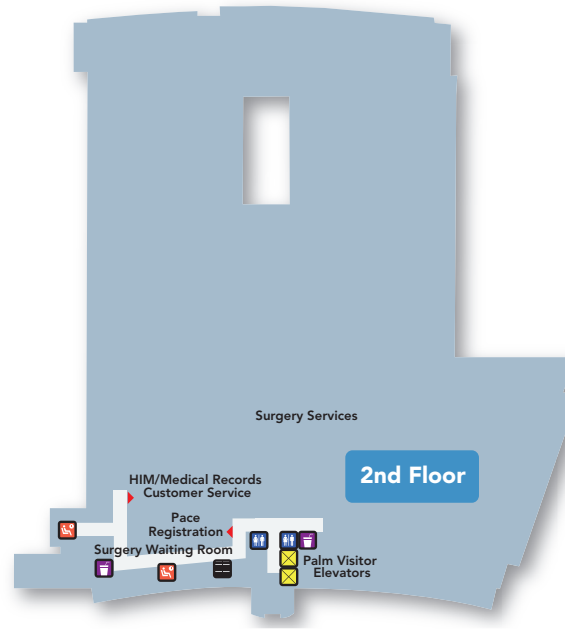 Surgery Services
2nd Floor
HIM/Medical Records
Customer Service
Pace
Registration
Surgery Waiting Room
Palm Visitor
Elevators